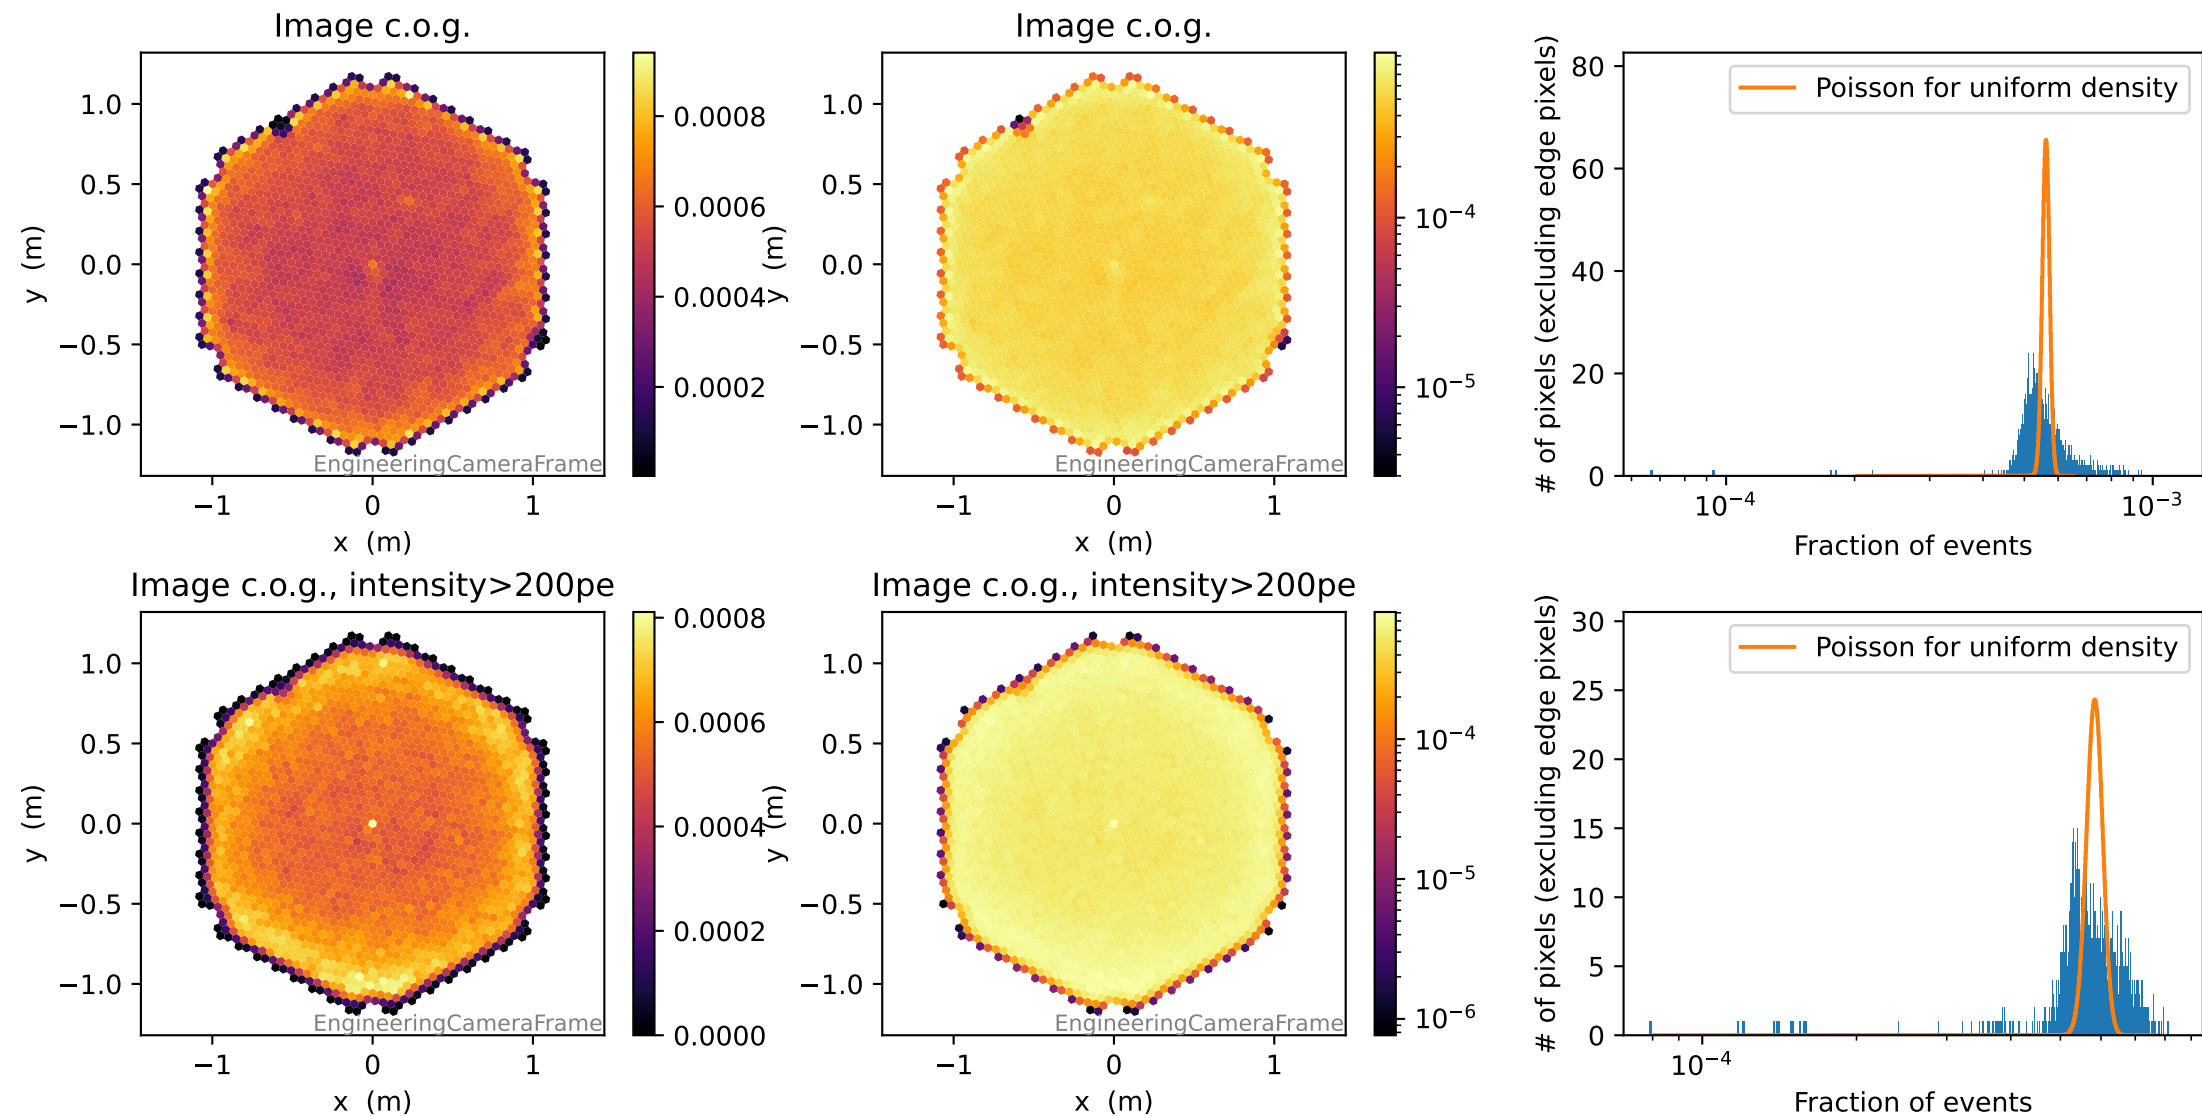 Image c.o.g.
1.0
0.5
0.0
−0.5
−1.0
y (m)
−1 0 1
x (m)
EngineeringCameraFrame
0.0008
0.0006
0.0004
0.0002
Image c.o.g.
1.0
0.5
0.0
−0.5
−1.0
y (m)
−1 0 1
x (m)
EngineeringCameraFrame
10⁻⁴
10⁻⁵
# of pixels (excluding edge pixels)
80
60
40
20
0
Poisson for uniform density
10⁻⁴ 10⁻³
Fraction of events
Image c.o.g., intensity>200pe
1.0
0.5
0.0
−0.5
−1.0
y (m)
−1 0 1
x (m)
EngineeringCameraFrame
0.0008
0.0006
0.0004
0.0002
0.0000
Image c.o.g., intensity>200pe
1.0
0.5
0.0
−0.5
−1.0
y (m)
−1 0 1
x (m)
EngineeringCameraFrame
10⁻⁴
10⁻⁵
10⁻⁶
# of pixels (excluding edge pixels)
30
25
20
15
10
5
0
Poisson for uniform density
10⁻⁴
Fraction of events